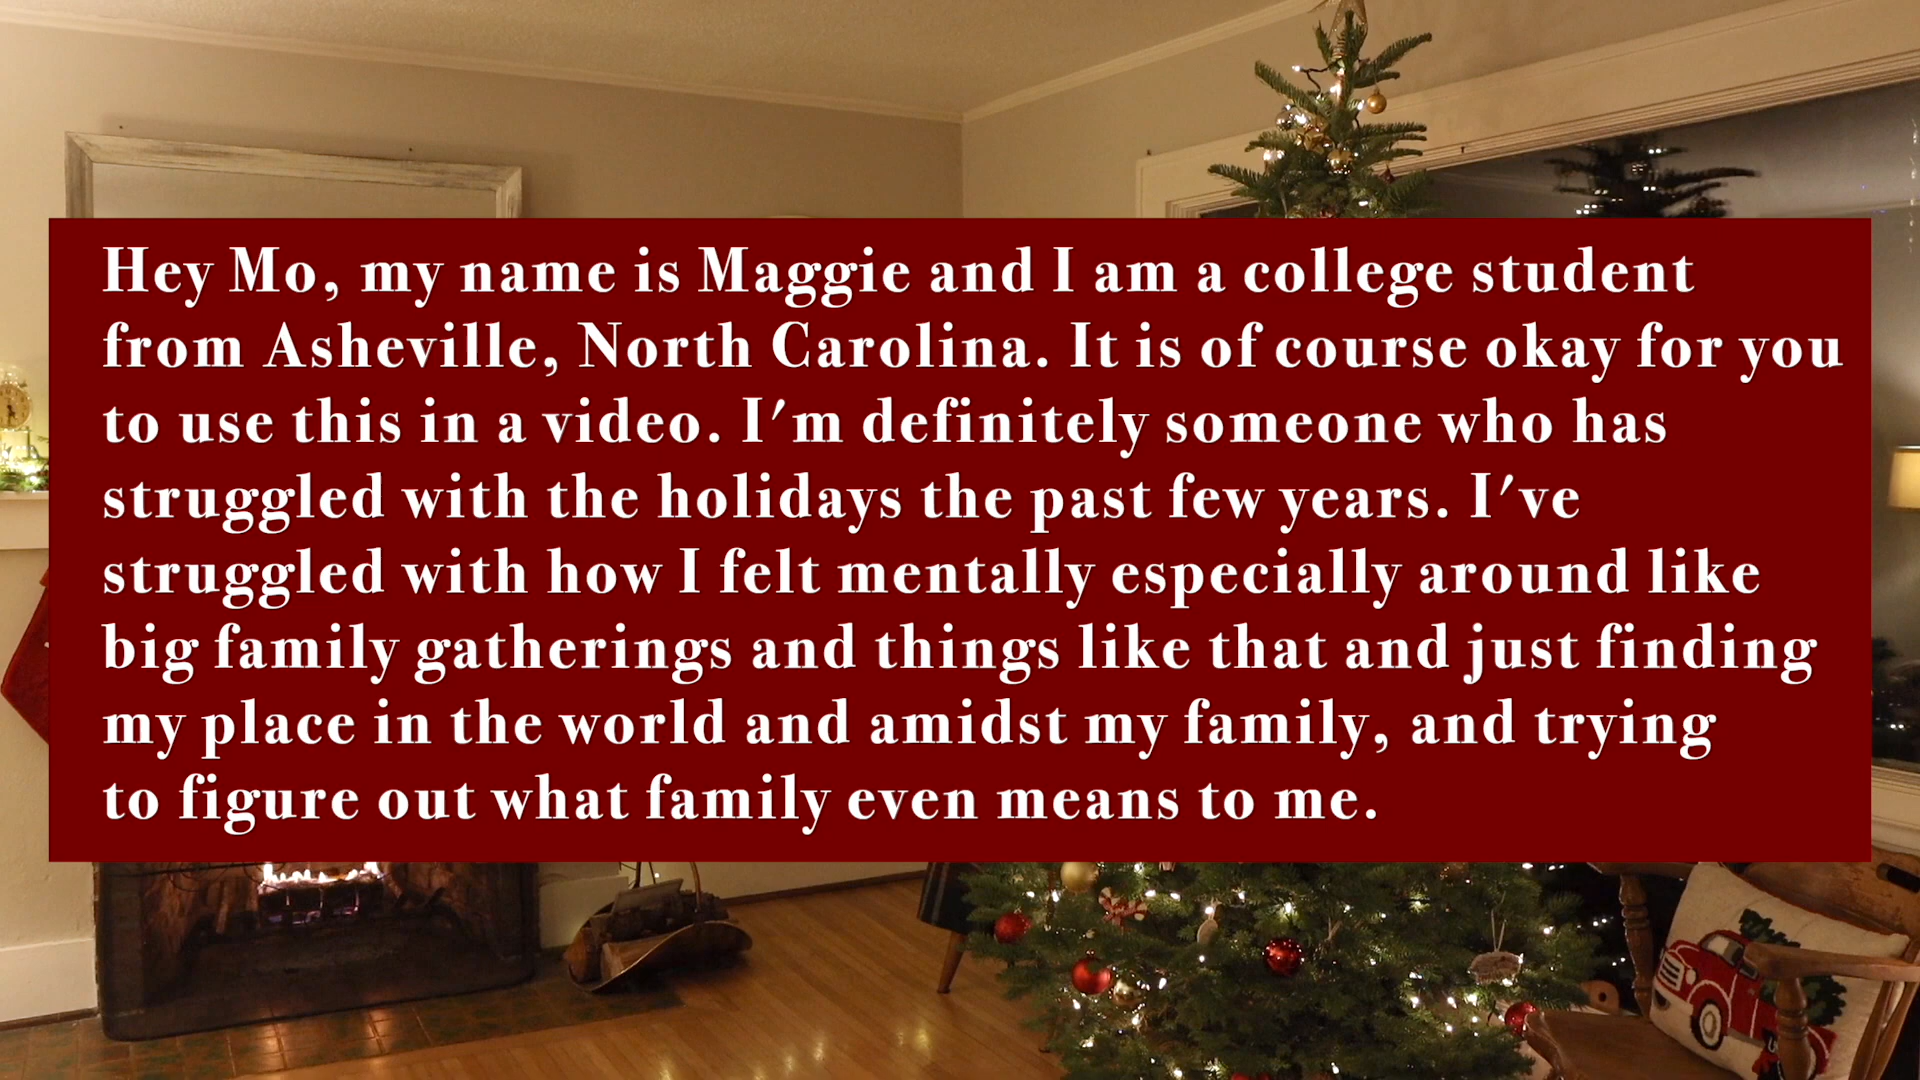 Hey Mo, my name is Maggie and I am a college student
from Asheville, North Carolina. It is of course okay for you
to use this in a video. I'm definitely someone who has
struggled with the holidays the past few years. I've
struggled with how I felt mentally especially around like
big family gatherings and things like that and just finding
my place in the world and amidst my family, and trying
to figure out what family even means to me.